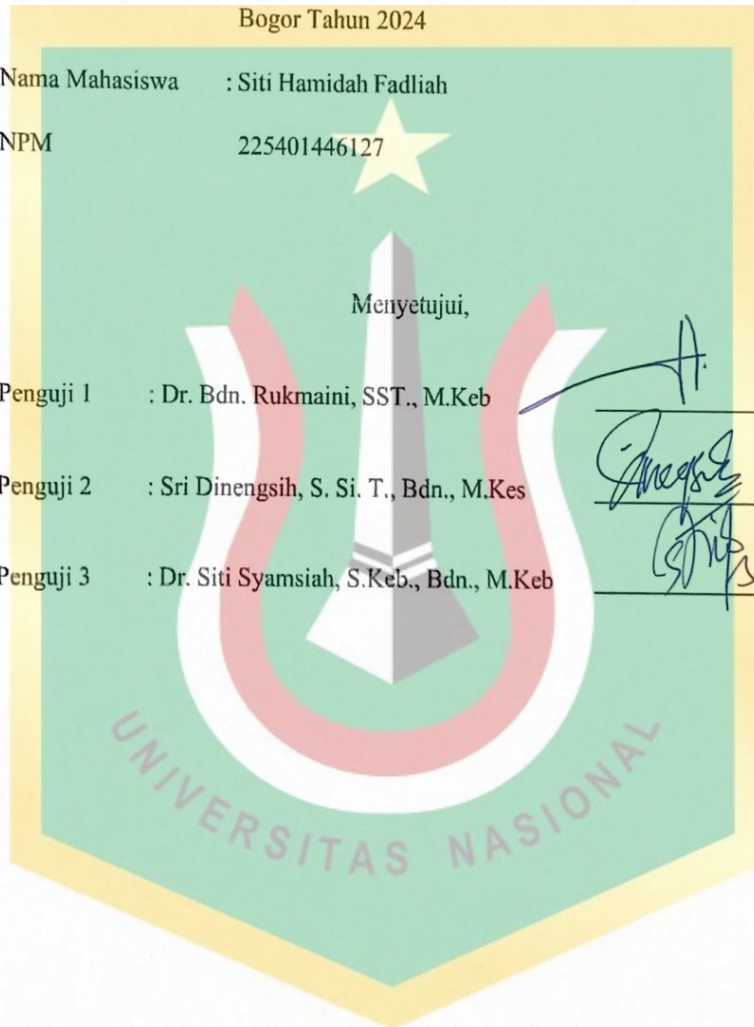 Bogor Tahun 2024
Nama Mahasiswa : Siti Hamidah Fadliah
NPM 225401446127
Menyetujui,
Penguji 1 : Dr. Bdn. Rukmaini, SST., M.Keb
Penguji 2 : Sri Dinengsih, S. Si. T., Bdn., M.Kes
Penguji 3 : Dr. Siti Syamsiah, S.Keb., Bdn., M.Keb
UNIVERSITAS NASIONAL